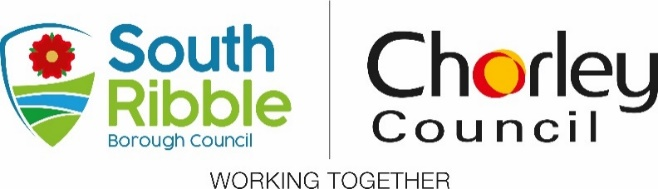 South
Ribble
Borough Council
Chorley
Council
WORKING TOGETHER